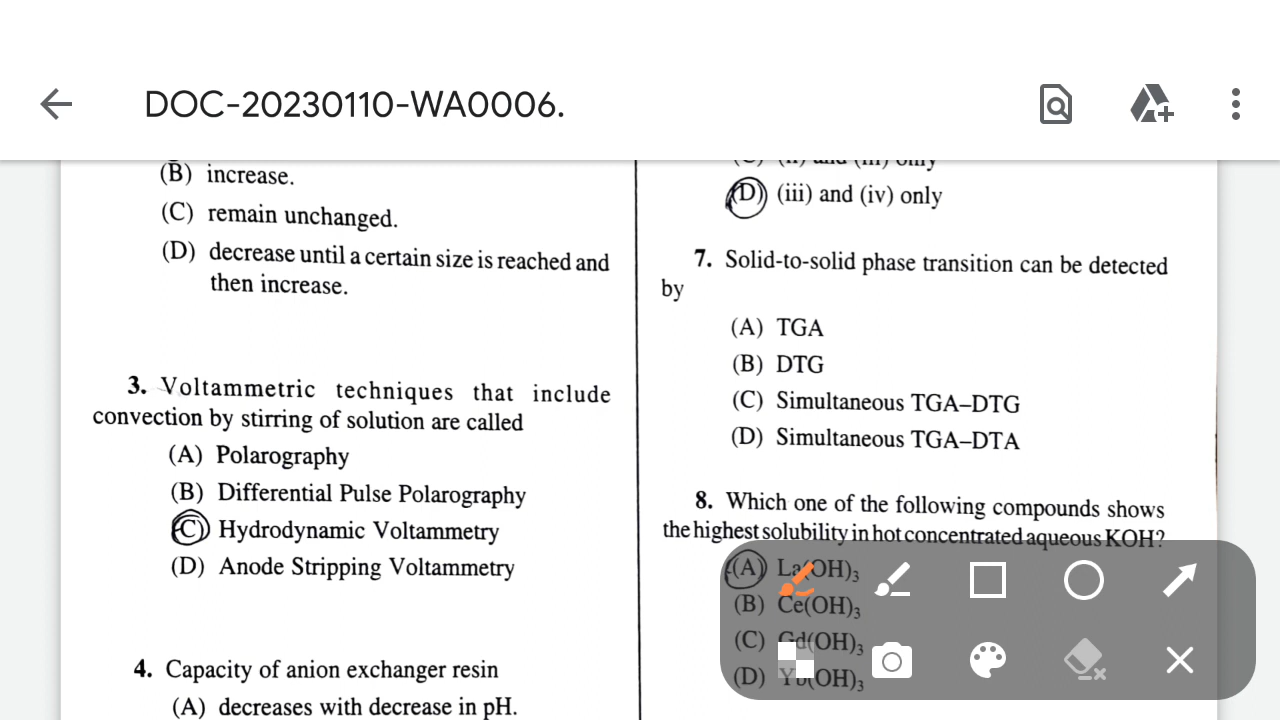 DOC-20230110-WA0006.
(B) increase.
(C) remain unchanged.
(D) decrease until a certain size is reached and
then increase.
3. Voltammetric techniques that include
convection by stirring of solution are called
(A) Polarography
(B) Differential Pulse Polarography
(C) Hydrodynamic Voltammetry
(D) Anode Stripping Voltammetry
4. Capacity of anion exchanger resin
(A) decreases with decrease in pH.
(C) (ii) and (iii) only
(D) (iii) and (iv) only
7. Solid-to-solid phase transition can be detected
by
(A) TGA
(B) DTG
(C) Simultaneous TGA–DTG
(D) Simultaneous TGA–DTA
8. Which one of the following compounds shows
the highest solubility in hot concentrated aqueous KOH?
(A) La(OH)₃
(B) Ce(OH)₃
(C) Gd(OH)₃
(D) Yb(OH)₃